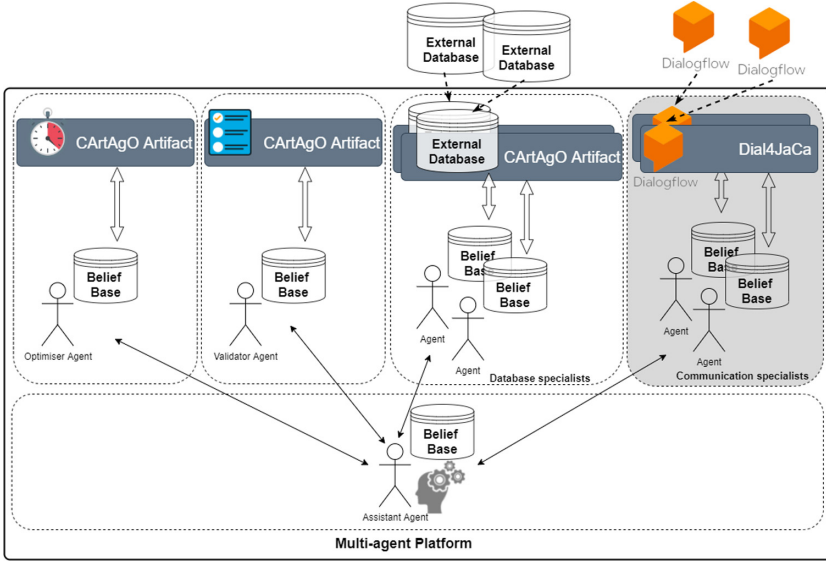 External
Database
External
Database
Dialogflow
Dialogflow
CArtAgO Artifact
CArtAgO Artifact
External
Database
CArtAgO Artifact
Dial4JaCa
Dialogflow
Belief
Base
Optimiser Agent
Belief
Base
Validator Agent
Belief
Bas
Belief
Base
Agent
Agent
Database specialists
Belief
Bas
Belief
Base
Agent
Agent
Communication specialists
Belief
Base
Assistant Agent
Multi-agent Platform